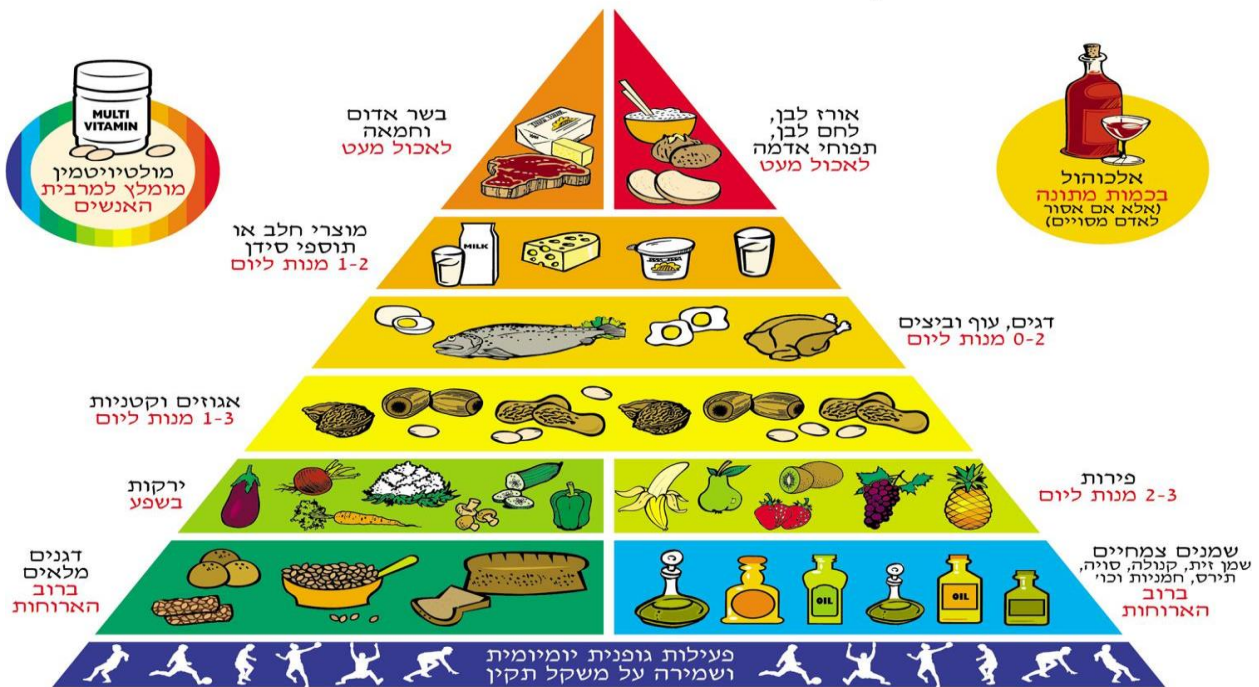 MULTI
VITAMIN
מולטיויטמין
מומלץ למרבית
האנשים
בשר אדום
וחמאה
לאכול מעט
אורז לבן,
לחם לבן,
תפוחי אדמה
לאכול מעט
אלכוהול
בכמות מתונה
(אלא אם אסור
לאדם מסויים)
מוצרי חלב או
תוספי סידן
1-2 מנות ליום
MILK
דגים, עוף וביצים
0-2 מנות ליום
אגוזים וקטניות
1-3 מנות ליום
ירקות
בשפע
פירות
2-3 מנות ליום
דגנים
מלאים
ברוב
הארוחות
OIL
OIL
שמנים צמחיים
שמן זית, קנולה, סויה,
תירס, חמניות וכו'
ברוב
הארוחות
פעילות גופנית יומיומית
ושמירה על משקל תקין